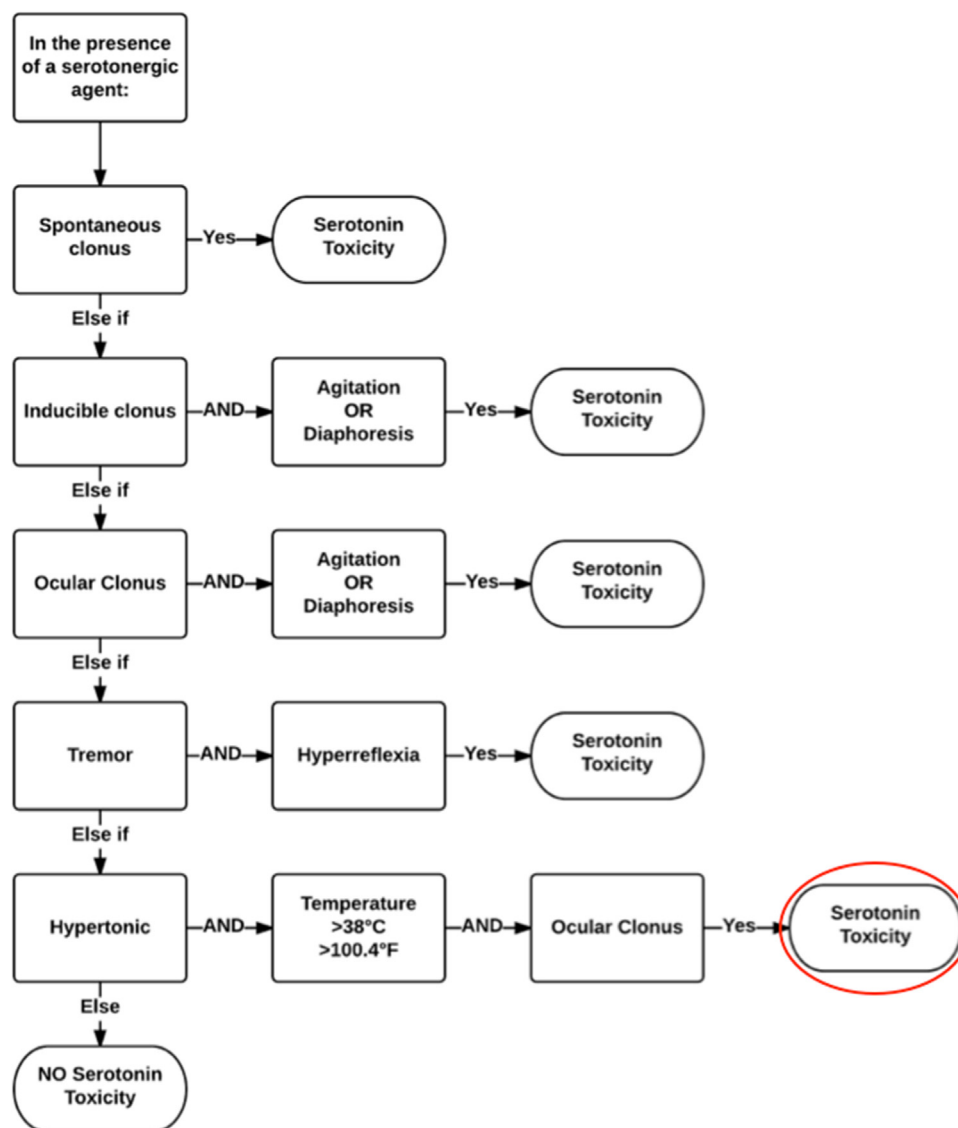 In the presence
of a serotonergic
agent:
Spontaneous
clonus
Yes
Serotonin
Toxicity
Else if
Inducible clonus
AND
Agitation
OR
Diaphoresis
Yes
Serotonin
Toxicity
Else if
Ocular Clonus
AND
Agitation
OR
Diaphoresis
Yes
Serotonin
Toxicity
Else if
Tremor
AND
Hyperreflexia
Yes
Serotonin
Toxicity
Else if
Hypertonic
AND
Temperature
>38°C
>100.4°F
AND
Ocular Clonus
Yes
Serotonin
Toxicity
Else
NO Serotonin
Toxicity